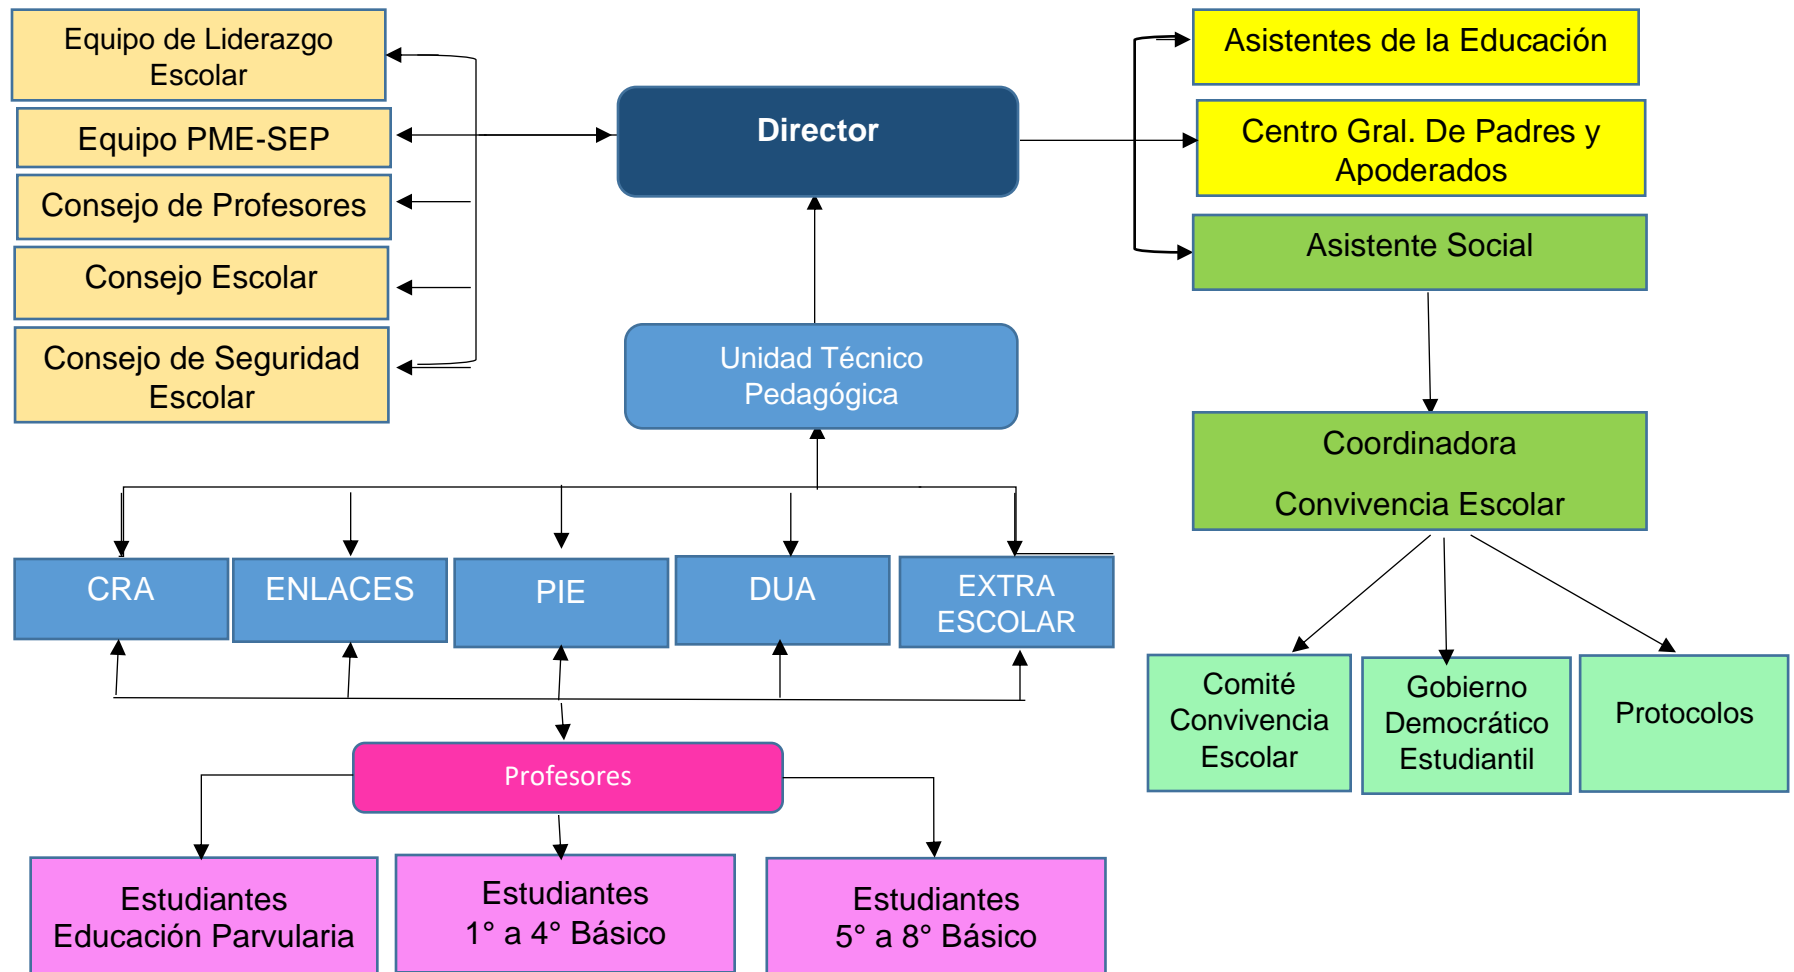 Equipo de Liderazgo
Escolar
Equipo PME-SEP
Consejo de Profesores
Consejo Escolar
Consejo de Seguridad
Escolar
Director
Unidad Técnico
Pedagógica
Asistentes de la Educación
Centro Gral. De Padres y
Apoderados
Asistente Social
Coordinadora
Convivencia Escolar
CRA
ENLACES
PIE
DUA
EXTRA
ESCOLAR
Comité
Convivencia
Escolar
Gobierno
Democrático
Estudiantil
Protocolos
Profesores
Estudiantes
Educación Parvularia
Estudiantes
1° a 4° Básico
Estudiantes
5° a 8° Básico